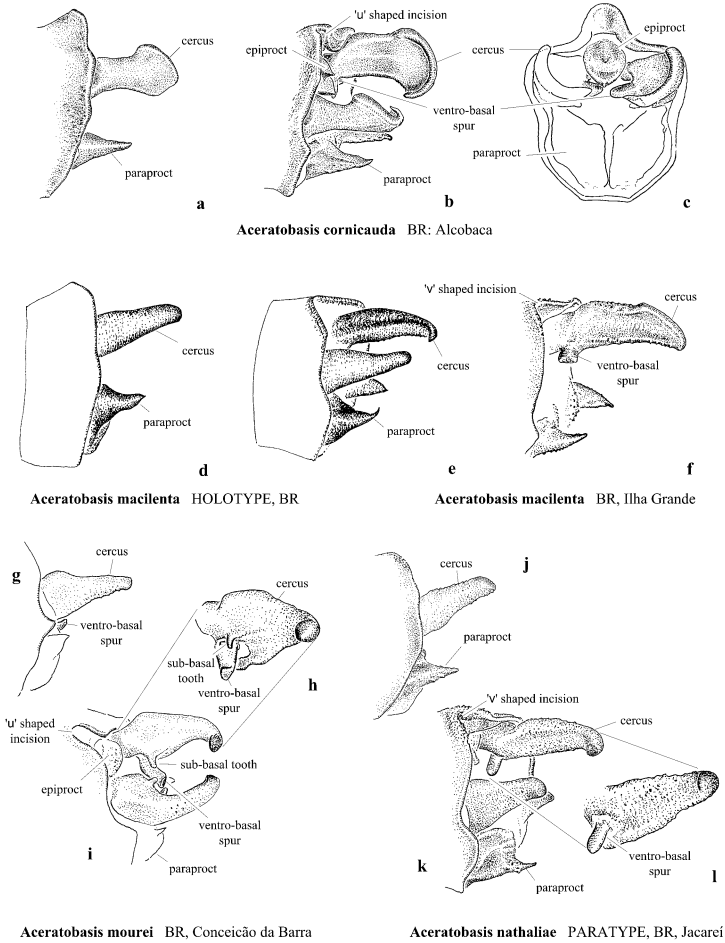 cercus
paraproct
a
'u' shaped incision
epiproct
cercus
ventro-basal
spur
paraproct
b
epiproct
paraproct
c
Aceratobasis cornicauda BR: Alcobaca
cercus
paraproct
d
cercus
paraproct
e
'v' shaped incision
cercus
ventro-basal
spur
f
Aceratobasis macilenta HOLOTYPE, BR
Aceratobasis macilenta BR, Ilha Grande
g
cercus
ventro-basal
spur
cercus
sub-basal
tooth
ventro-basal
spur
h
'u' shaped
incision
epiproct
sub-basal tooth
ventro-basal
spur
paraproct
i
j
cercus
paraproct
'v' shaped incision
cercus
paraproct
k
ventro-basal
spur
l
Aceratobasis mourei BR, Conceicão da Barra
Aceratobasis nathaliae PARATYPE, BR, Jacareí